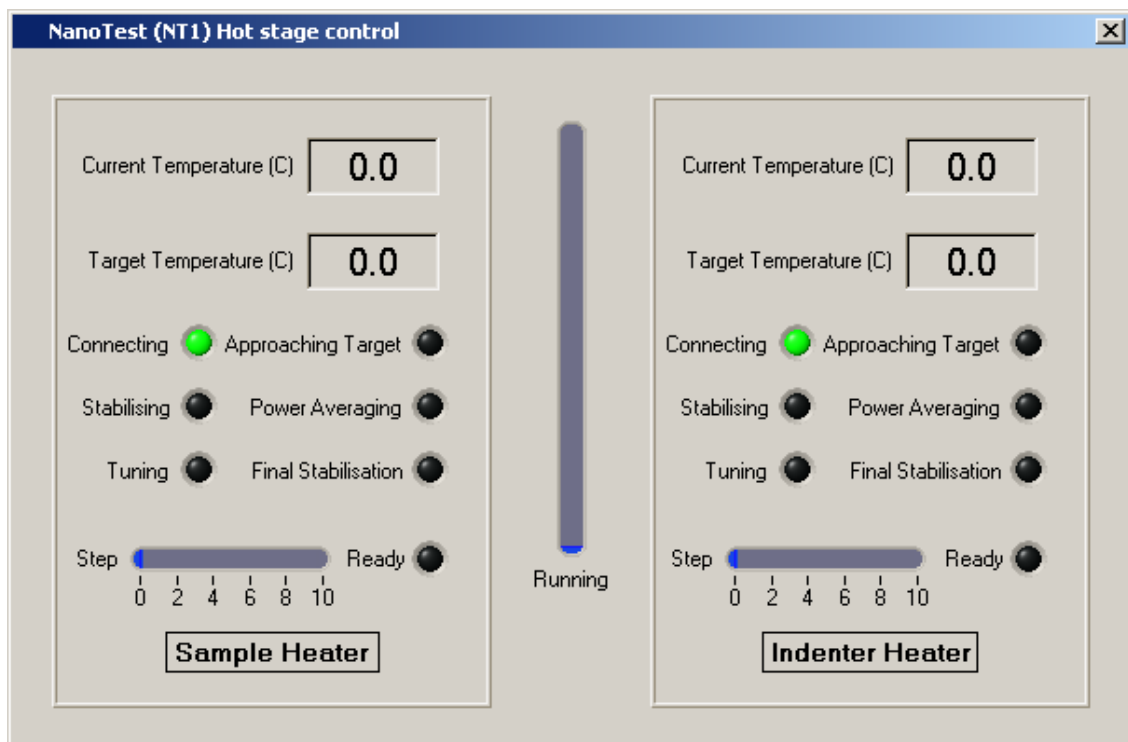 NanoTest (NT1) Hot stage control
Current Temperature (C) 0.0
Target Temperature (C) 0.0
Connecting Approaching Target
Stabilising Power Averaging
Tuning Final Stabilisation
Step Ready
0 2 4 6 8 10
Sample Heater
Running
Current Temperature (C) 0.0
Target Temperature (C) 0.0
Connecting Approaching Target
Stabilising Power Averaging
Tuning Final Stabilisation
Step Ready
0 2 4 6 8 10
Indenter Heater